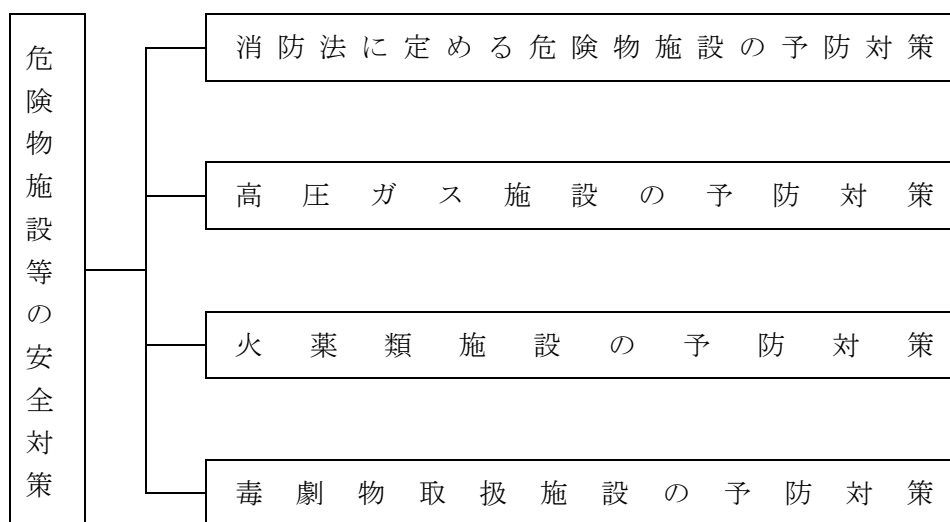 危険物施設等の安全対策
消防法に定める危険物施設の予防対策
高圧ガス施設の予防対策
火薬類施設の予防対策
毒劇物取扱施設の予防対策